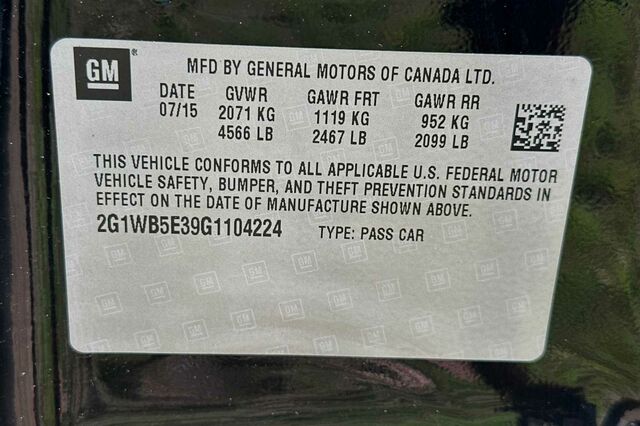 GM
MFD BY GENERAL MOTORS OF CANADA LTD.
DATE GVWR GAWR FRT GAWR RR
07/15 2071 KG 1119 KG 952 KG
4566 LB 2467 LB 2099 LB
THIS VEHICLE CONFORMS TO ALL APPLICABLE U.S. FEDERAL MOTOR
VEHICLE SAFETY, BUMPER, AND THEFT PREVENTION STANDARDS IN
EFFECT ON THE DATE OF MANUFACTURE SHOWN ABOVE.
2G1WB5E39G1104224 TYPE: PASS CAR